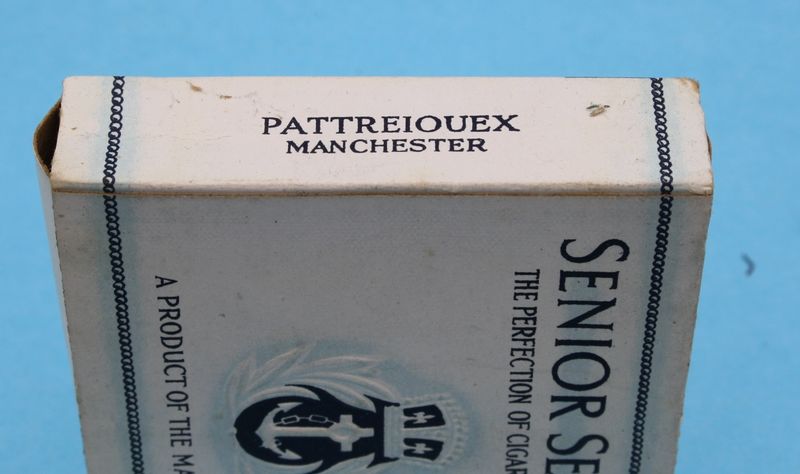 PATTREIOUEX
MANCHESTER
SENIOR SE
THE PERFECTION OF CIGAR
A PRODUCT OF THE MA